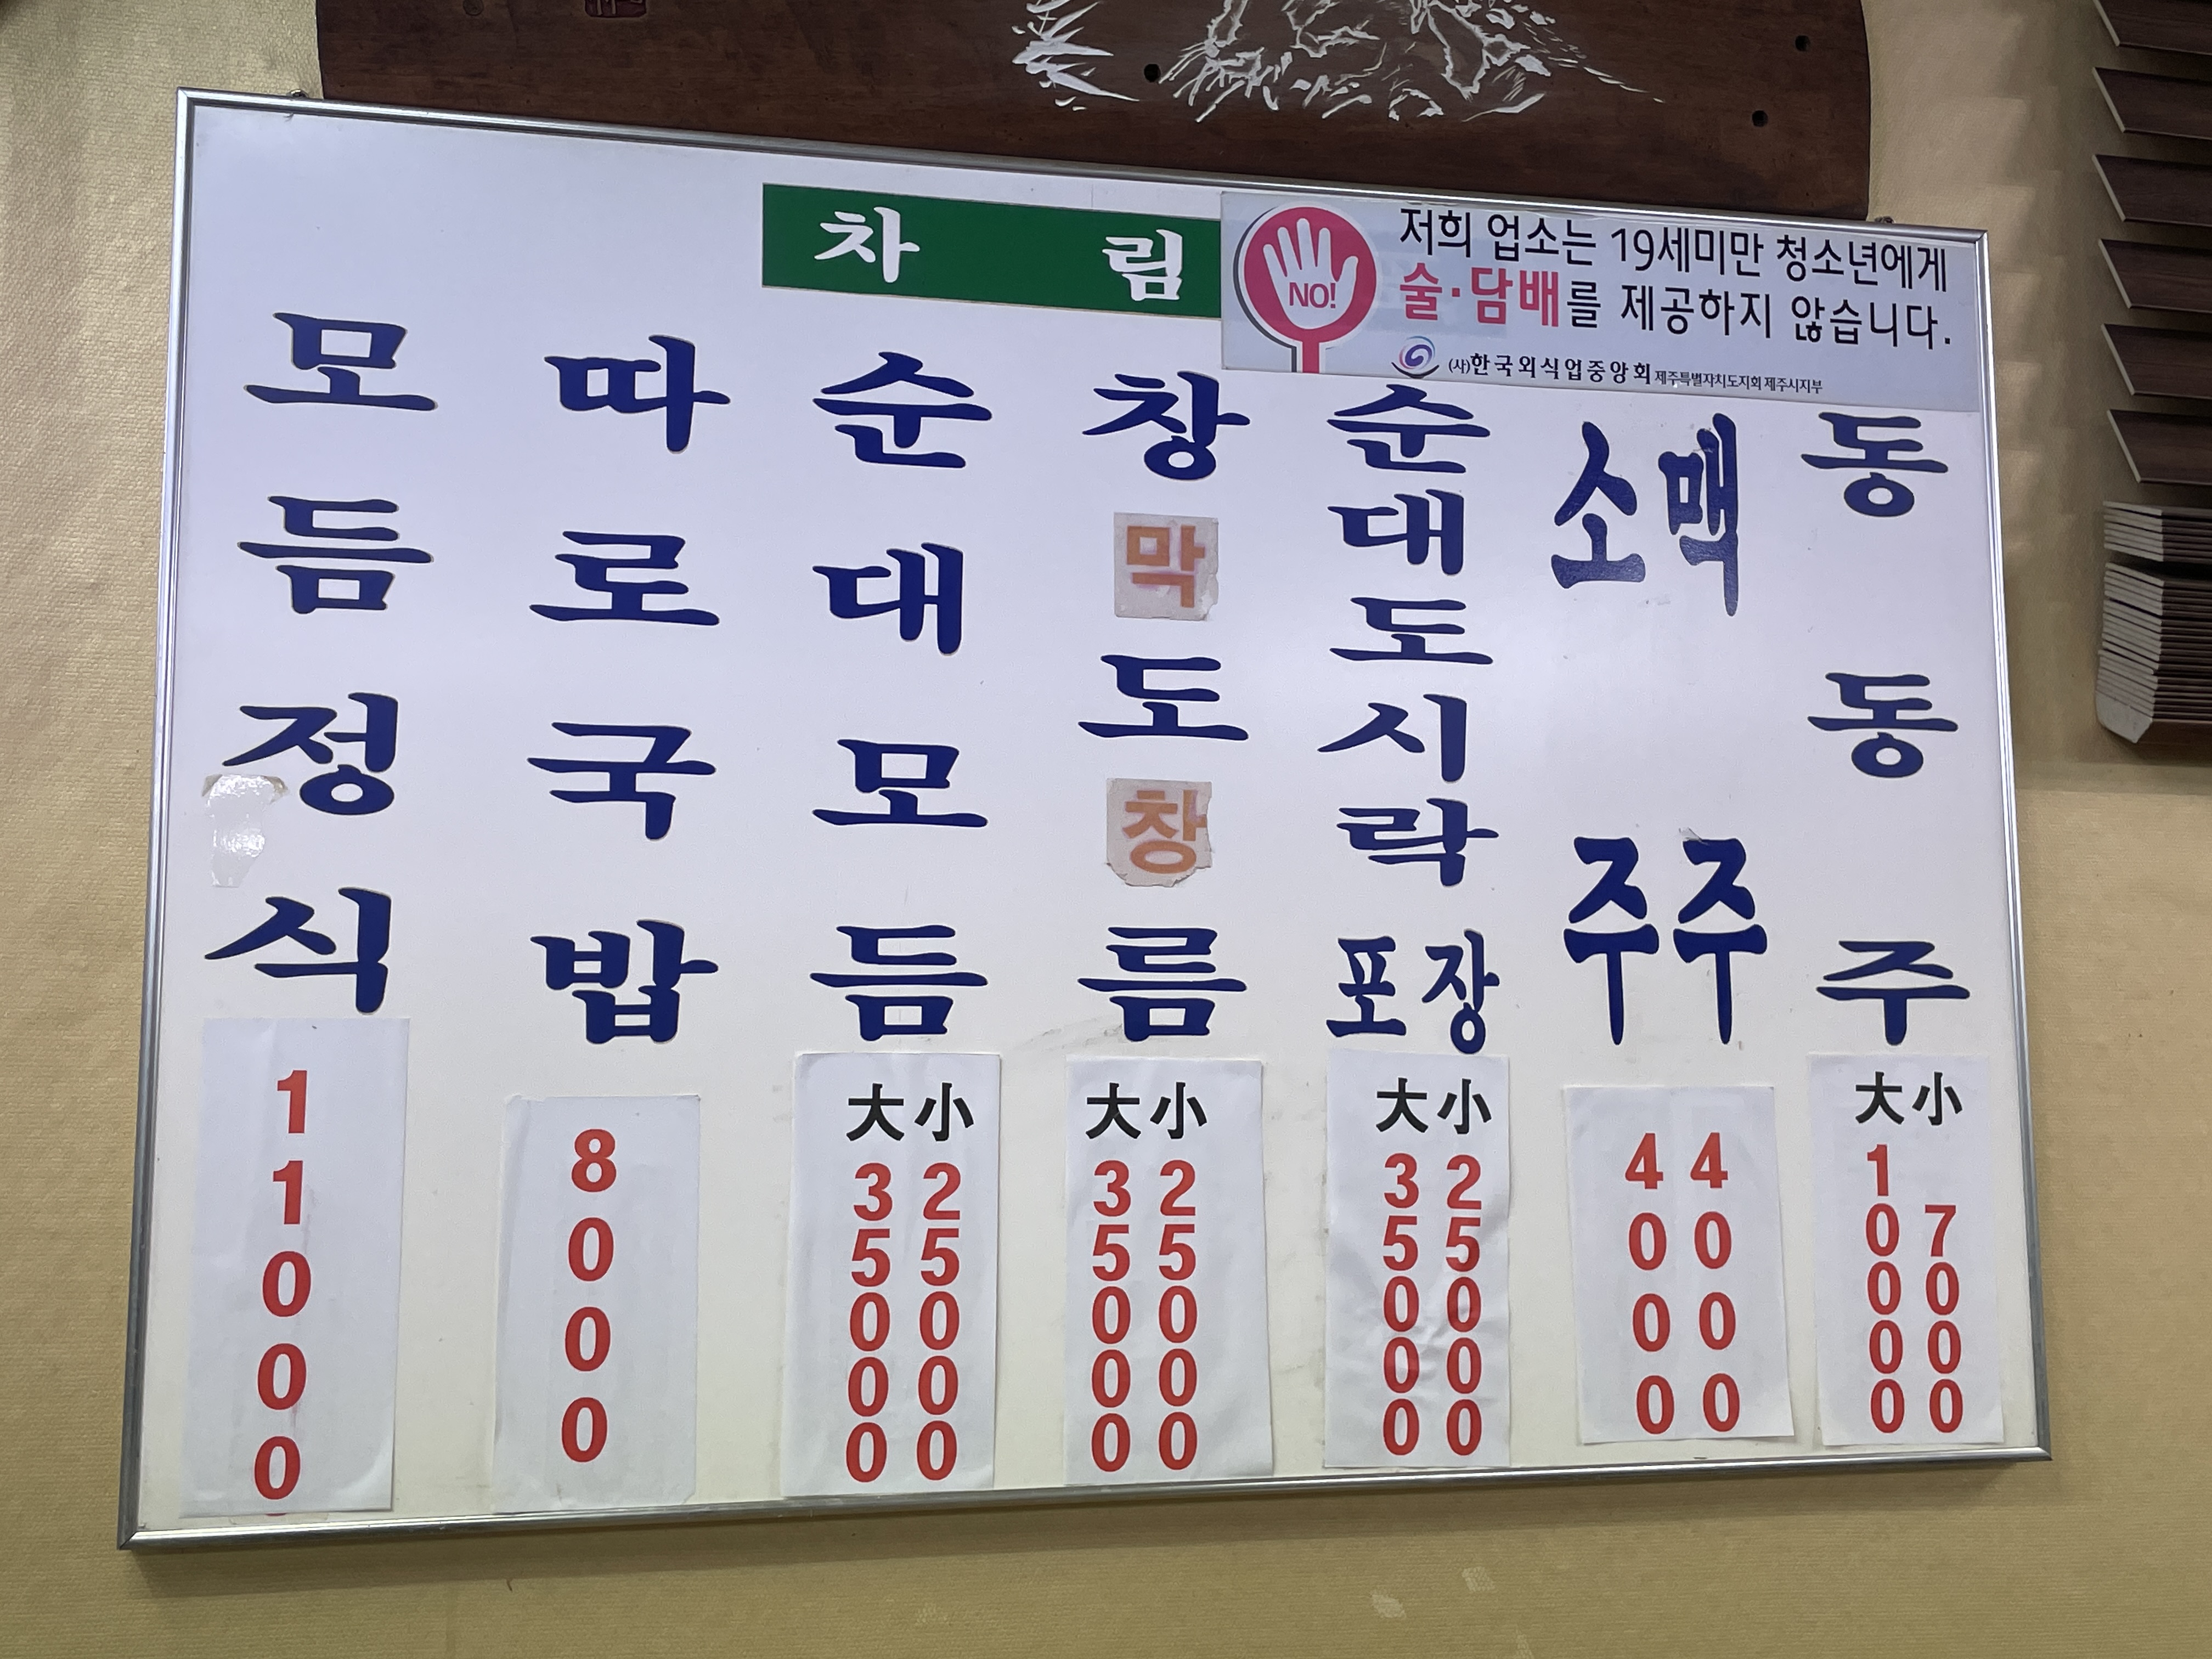 차림
저희 업소는 19세미만 청소년에게
술·담배를 제공하지 않습니다.
NO!
(사)한국외식업중앙회 제주특별자치도지회 제주시지부
모듬정식
11000
따로국밥
8000
순대모듬
大 35000
小 25000
창도름
막창
大 35000
小 25000
순대도시락
포장
大 35000
小 25000
소주
4000
맥주
4000
동동주
大 10000
小 7000